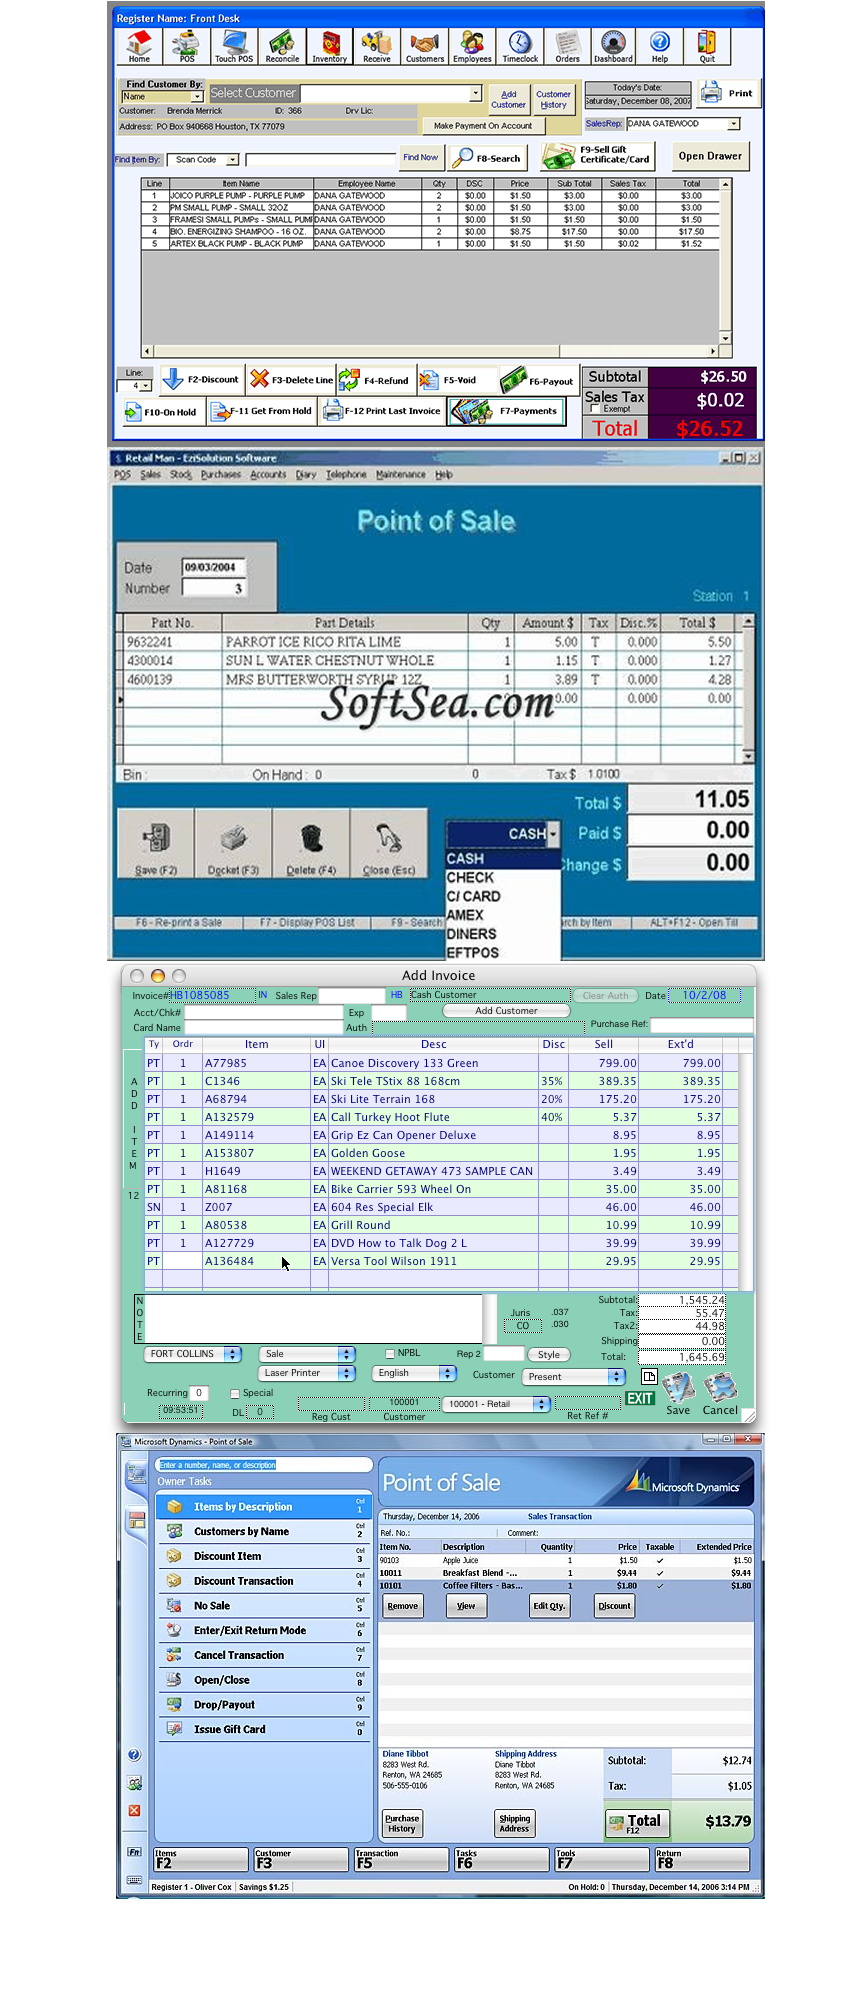 Register Name: Front Desk
Home POS Touch POS Reconcile Inventory Receive Customers Employees Timeclock Orders Dashboard Help Quit
Find Customer By:
Name
Select Customer
Add Customer
Customer History
Today's Date:
Saturday, December 08, 2007
Print
Customer: Brenda Merrick ID: 366 Drv Lic:
Address: PO Box 940668 Houston, TX 77079
Make Payment On Account
SalesRep: DANA GATEWOOD
Find Item By: Scan Code
Find Now
F8-Search
F9-Sell Gift Certificate/Card
Open Drawer
Line Item Name Employee Name Qty DSC Price Sub Total Sales Tax Total
1 JOICO PURPLE PUMP - PURPLE PUMP DANA GATEWOOD 2 $0.00 $1.50 $3.00 $0.00 $3.00
2 PM SMALL PUMP - SMALL 32OZ DANA GATEWOOD 2 $0.00 $1.50 $3.00 $0.00 $3.00
3 FRAMESI SMALL PUMPs - SMALL PUMP DANA GATEWOOD 1 $0.00 $1.50 $1.50 $0.00 $1.50
4 BIO. ENERGIZING SHAMPOO - 16 OZ. DANA GATEWOOD 2 $0.00 $8.75 $17.50 $0.00 $17.50
5 ARTEX BLACK PUMP - BLACK PUMP DANA GATEWOOD 1 $0.00 $1.50 $1.50 $0.02 $1.52
Line:
4
F2-Discount F3-Delete Line F4-Refund F5-Void F6-Payout
F10-On Hold F-11 Get From Hold F-12 Print Last Invoice F7-Payments
Subtotal $26.50
Sales Tax $0.02
Exempt
Total $26.52
Retail Man - EziSolution Software
POS Sales Stock Purchases Accounts Diary Telephone Maintenance Help
Point of Sale
Date 09/03/2004
Number 3
Station 1
Part No. Part Details Qty Amount $ Tax Disc.% Total $
9632241 PARROT ICE RICO RITA LIME 1 5.00 T 0.000 5.50
4300014 SUN L WATER CHESTNUT WHOLE 1 1.15 T 0.000 1.27
4600139 MRS BUTTERWORTH SYRUP 12Z 1 3.89 T 0.000 4.28
0.00 0.000 0.00
SoftSea.com
Bin : On Hand : 0 0 Tax $ 1.0100
Total $ 11.05
Paid $ 0.00
Change $ 0.00
Save (F2) Docket (F3) Delete (F4) Close (Esc)
CASH
CASH
CHECK
C/ CARD
AMEX
DINERS
EFTPOS
F6 - Re-print a Sale F7 - Display POS List F9 - Search rch by Item ALT+F12 - Open Till
Add Invoice
Invoice# HB1085085 IN Sales Rep HB Cash Customer Clear Auth Date 10/2/08
Acct/Chk# Exp Add Customer
Card Name Auth Purchase Ref:
Ty Ordr Item UI Desc Disc Sell Ext'd
PT 1 A77985 EA Canoe Discovery 133 Green 799.00 799.00
PT 1 C1346 EA Ski Tele TStix 88 168cm 35% 389.35 389.35
PT 1 A68794 EA Ski Lite Terrain 168 20% 175.20 175.20
PT 1 A132579 EA Call Turkey Hoot Flute 40% 5.37 5.37
PT 1 A149114 EA Grip Ez Can Opener Deluxe 8.95 8.95
PT 1 A153807 EA Golden Goose 1.95 1.95
PT 1 H1649 EA WEEKEND GETAWAY 473 SAMPLE CAN 3.49 3.49
PT 1 A81168 EA Bike Carrier 593 Wheel On 35.00 35.00
SN 1 Z007 EA 604 Res Special Elk 46.00 46.00
PT 1 A80538 EA Grill Round 10.99 10.99
PT 1 A127729 EA DVD How to Talk Dog 2 L 39.99 39.99
PT A136484 EA Versa Tool Wilson 1911 29.95 29.95
ADD ITEM
12
NOTE
Juris .037
CO .030
Subtotal: 1,545.24
Tax: 55.47
Tax2: 44.98
Shipping 0.00
Total: 1,645.69
FORT COLLINS Sale NPBL Rep 2 Style
Laser Printer English Customer Present
Recurring 0 Special
09:53:51 DL 0
Reg Cust
100001
Customer
100001 - Retail
Ret Ref #
EXIT
Save Cancel
Microsoft Dynamics - Point of Sale
Enter a number, name, or description
Owner Tasks
Items by Description Ctrl 1
Customers by Name Ctrl 2
Discount Item Ctrl 3
Discount Transaction Ctrl 4
No Sale Ctrl 5
Enter/Exit Return Mode Ctrl 6
Cancel Transaction Ctrl 7
Open/Close Ctrl 8
Drop/Payout Ctrl 9
Issue Gift Card Ctrl 0
Point of Sale
Microsoft Dynamics
Thursday, December 14, 2006 Sales Transaction
Ref. No.: Comment:
Item No. Description Quantity Price Taxable Extended Price
90103 Apple Juice 1 $1.50 ✓ $1.50
10011 Breakfast Blend -... 1 $9.44 ✓ $9.44
10101 Coffee Filters - Bas... 1 $1.80 ✓ $1.80
Remove View Edit Qty. Discount
Diane Tibbot
8283 West Rd.
Renton, WA 24685
506-555-0106
Shipping Address
Diane Tibbot
8283 West Rd.
Renton, WA 24685
Subtotal: $12.74
Tax: $1.05
Purchase History
Shipping Address
Total F12 $13.79
Fn
Items F2
Customer F3
Transaction F5
Tasks F6
Tools F7
Return F8
Register 1 - Oliver Cox Savings $1.25 On Hold: 0 Thursday, December 14, 2006 3:14 PM